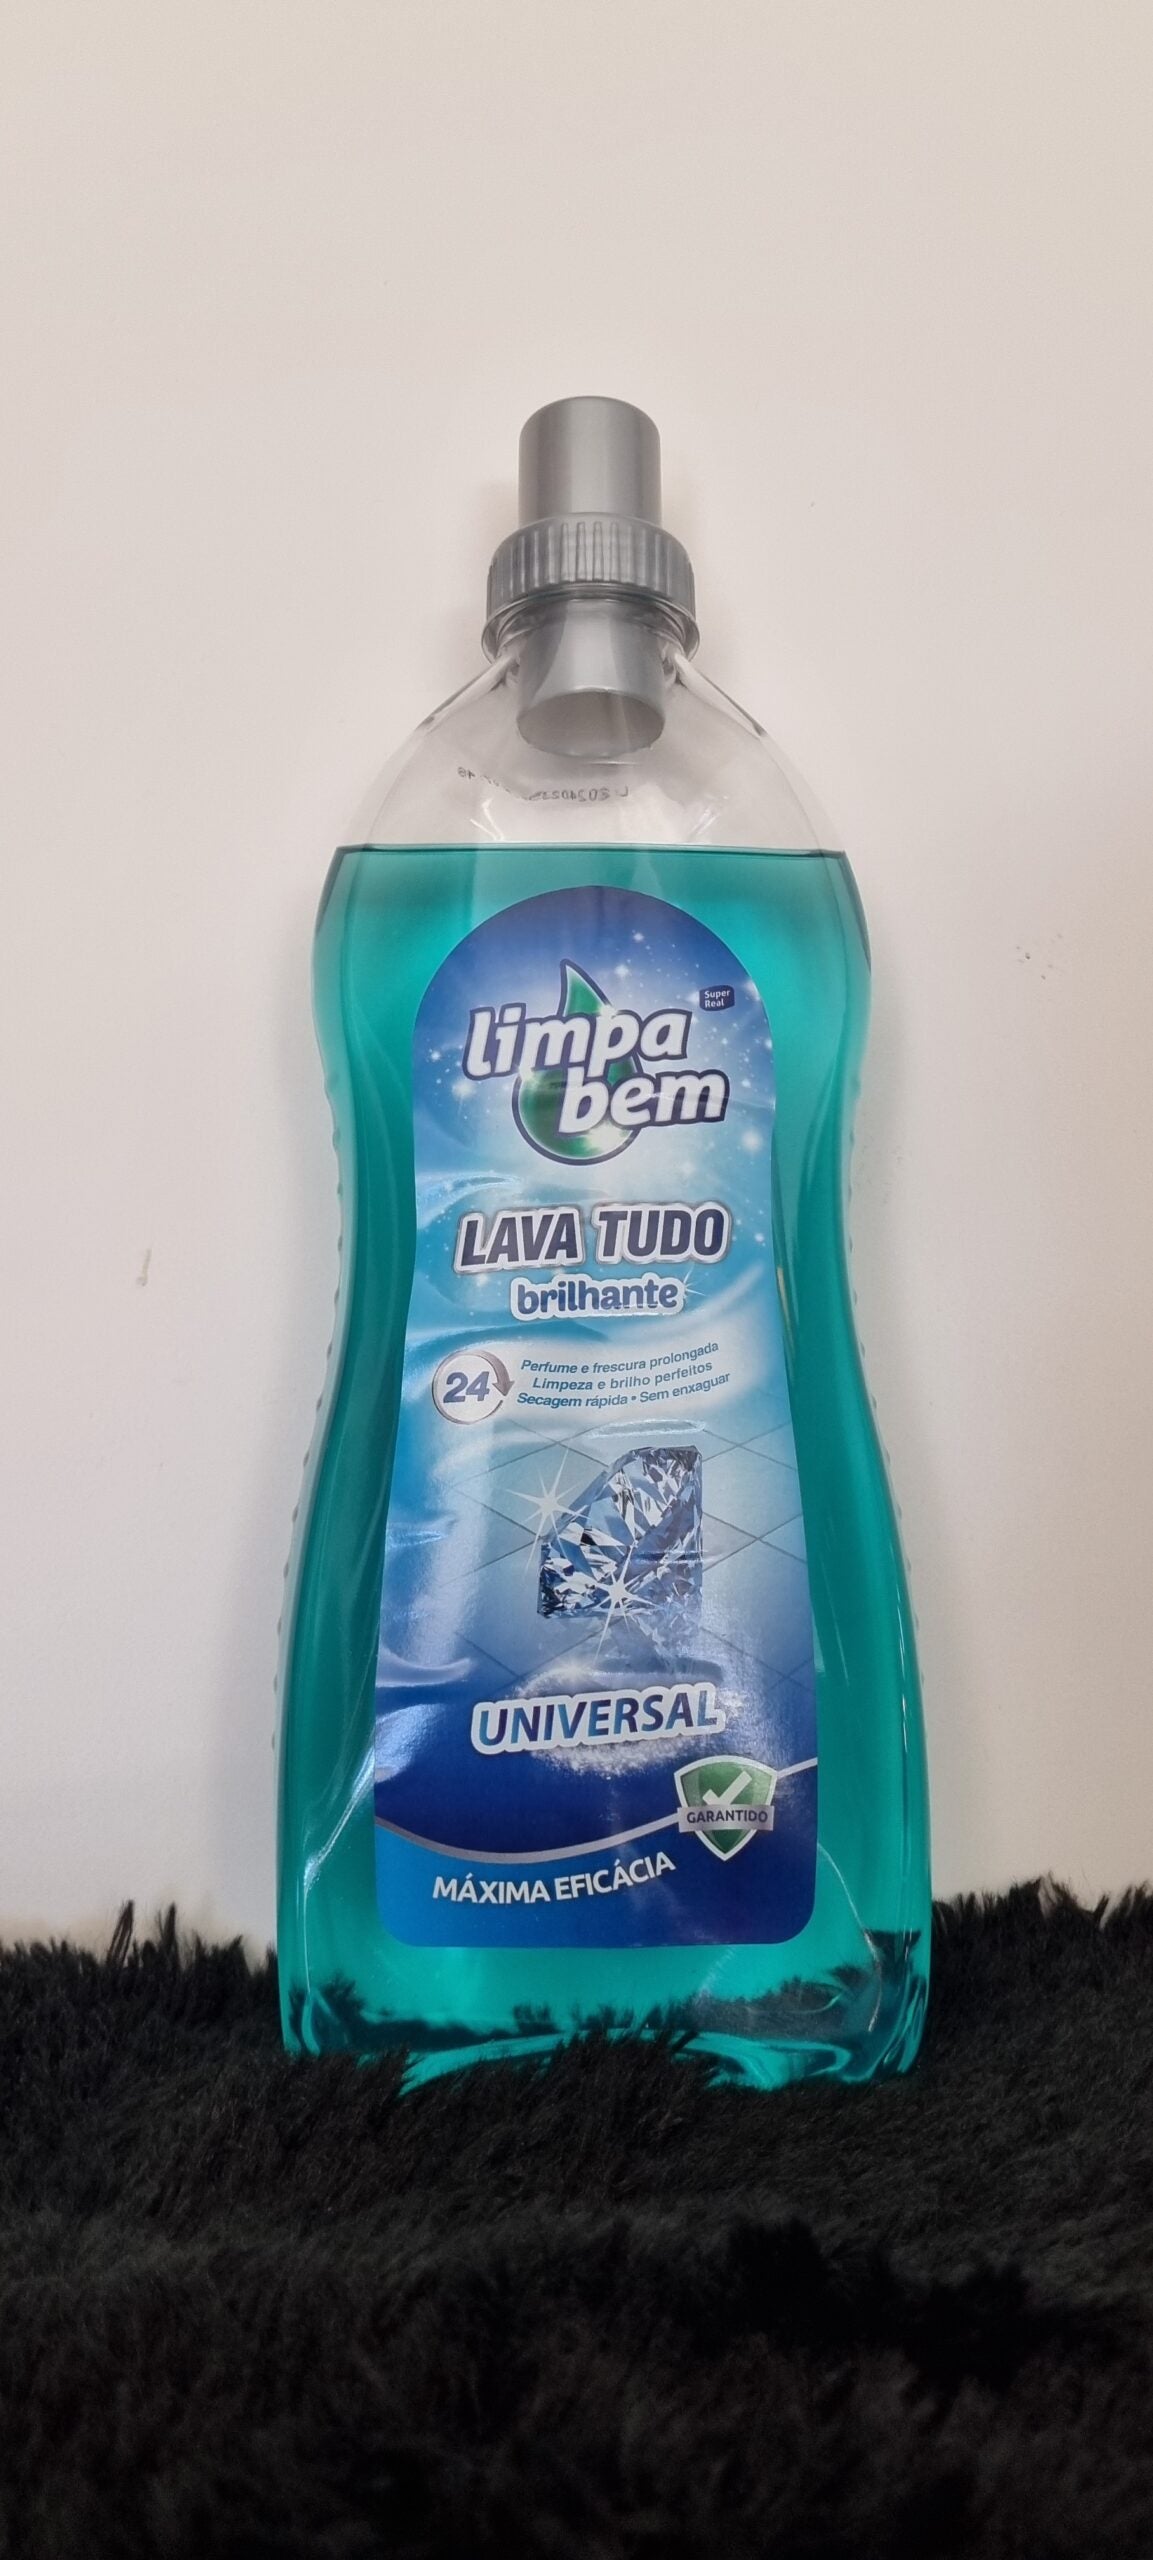 Super
Real
limpa
bem
LAVA TUDO
brilhante
24
Perfume e frescura prolongada
Limpeza e brilho perfeitos
Secagem rápida • Sem enxaguar
UNIVERSAL
GARANTIDO
MÁXIMA EFICÁCIA